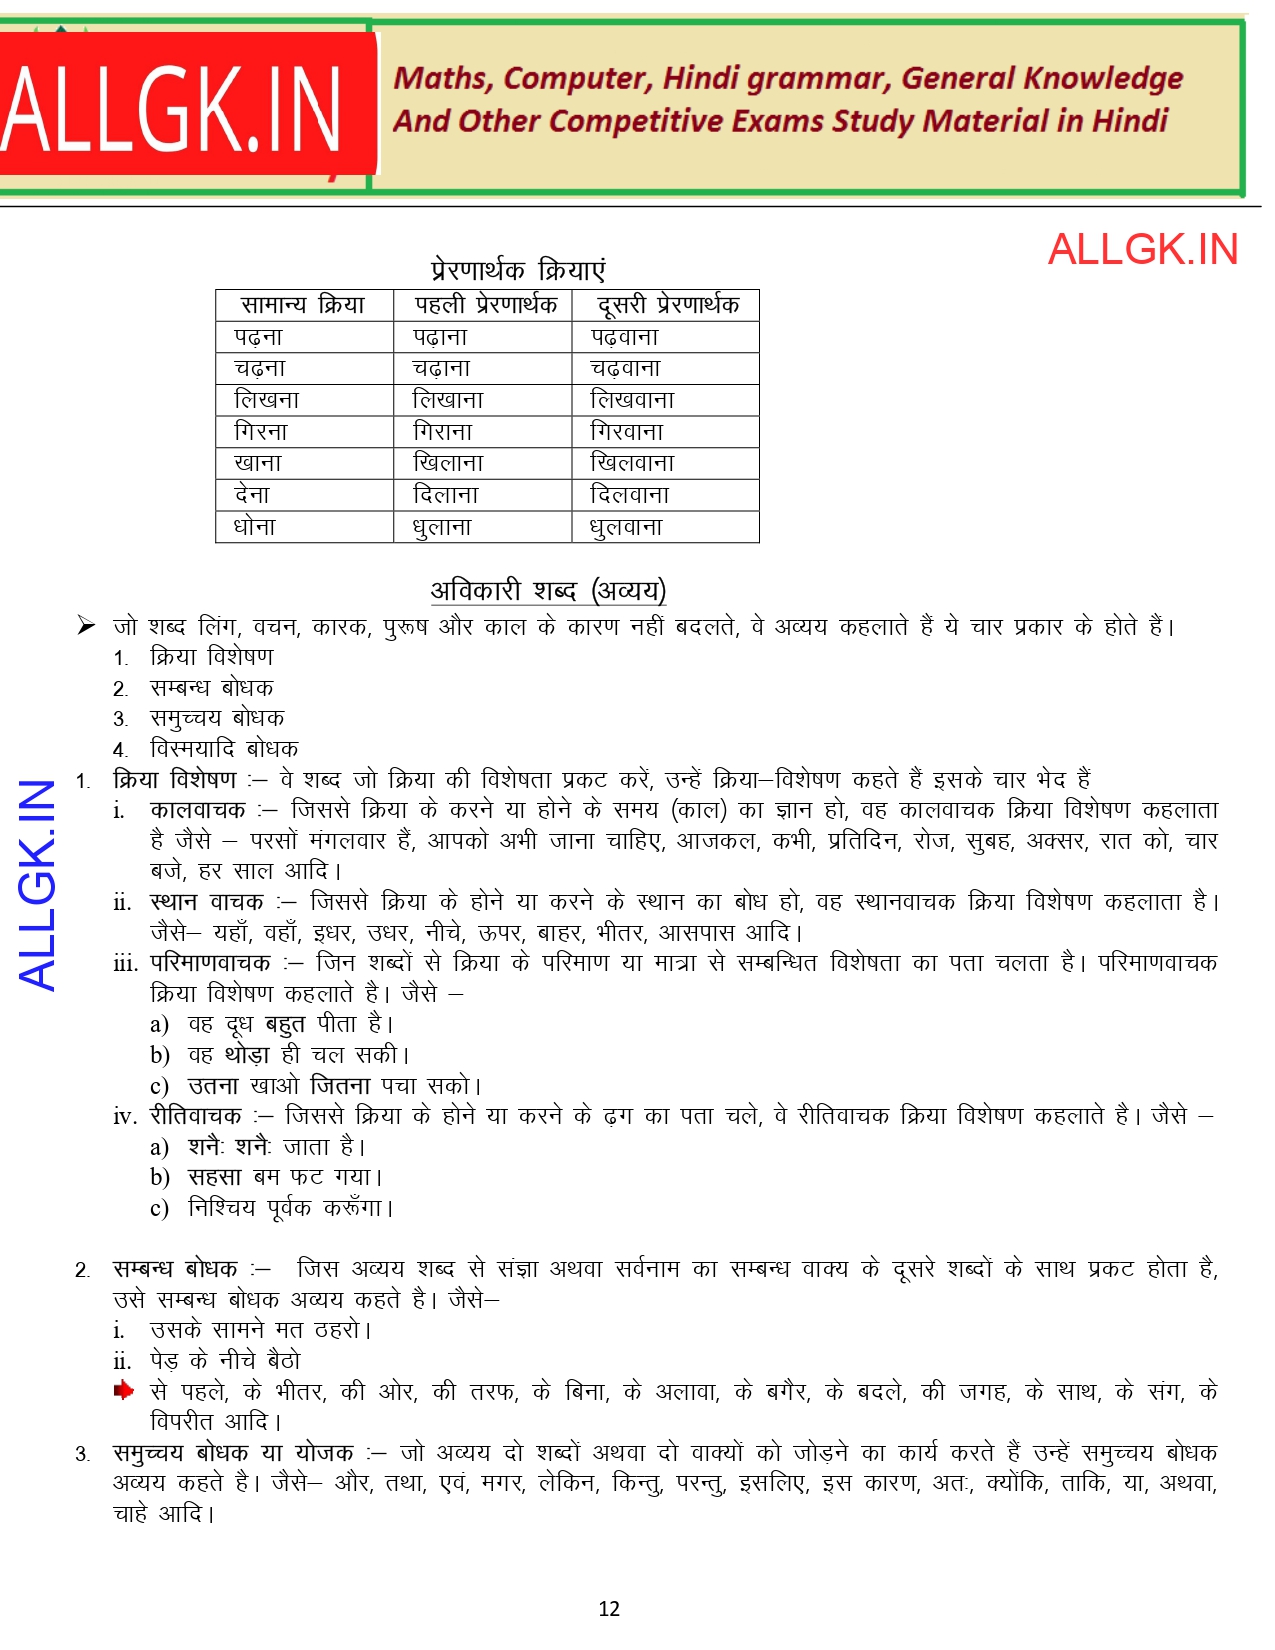 ALLGK.IN
Maths, Computer, Hindi grammar, General Knowledge
And Other Competitive Exams Study Material in Hindi
ALLGK.IN
प्रेरणार्थक क्रियाएं
सामान्य क्रिया पहली प्रेरणार्थक दूसरी प्रेरणार्थक
पढ़ना पढ़ाना पढ़वाना
चढ़ना चढ़ाना चढ़वाना
लिखना लिखाना लिखवाना
गिरना गिराना गिरवाना
खाना खिलाना खिलवाना
देना दिलाना दिलवाना
धोना धुलाना धुलवाना
अविकारी शब्द (अव्यय)
➢ जो शब्द लिंग, वचन, कारक, पुरूष और काल के कारण नहीं बदलते, वे अव्यय कहलाते हैं ये चार प्रकार के होते हैं।
1. क्रिया विशेषण
2. सम्बन्ध बोधक
3. समुच्चय बोधक
4. विस्मयादि बोधक
1. क्रिया विशेषण :– वे शब्द जो क्रिया की विशेषता प्रकट करें, उन्हें क्रिया–विशेषण कहते हैं इसके चार भेद हैं
i. कालवाचक :– जिससे क्रिया के करने या होने के समय (काल) का ज्ञान हो, वह कालवाचक क्रिया विशेषण कहलाता
है जैसे – परसों मंगलवार हैं, आपको अभी जाना चाहिए, आजकल, कभी, प्रतिदिन, रोज, सुबह, अक्सर, रात को, चार
बजे, हर साल आदि।
ii. स्थान वाचक :– जिससे क्रिया के होने या करने के स्थान का बोध हो, वह स्थानवाचक क्रिया विशेषण कहलाता है।
जैसे– यहाँ, वहाँ, इधर, उधर, नीचे, ऊपर, बाहर, भीतर, आसपास आदि।
iii. परिमाणवाचक :– जिन शब्दों से क्रिया के परिमाण या मात्रा से सम्बन्धित विशेषता का पता चलता है। परिमाणवाचक
क्रिया विशेषण कहलाते है। जैसे –
a) वह दूध बहुत पीता है।
b) वह थोड़ा ही चल सकी।
c) उतना खाओ जितना पचा सको।
iv. रीतिवाचक :– जिससे क्रिया के होने या करने के ढ़ग का पता चले, वे रीतिवाचक क्रिया विशेषण कहलाते है। जैसे –
a) शनैः शनैः जाता है।
b) सहसा बम फट गया।
c) निश्चिय पूर्वक करूँगा।
2. सम्बन्ध बोधक :– जिस अव्यय शब्द से संज्ञा अथवा सर्वनाम का सम्बन्ध वाक्य के दूसरे शब्दों के साथ प्रकट होता है,
उसे सम्बन्ध बोधक अव्यय कहते है। जैसे–
i. उसके सामने मत ठहरो।
ii. पेड़ के नीचे बैठो
से पहले, के भीतर, की ओर, की तरफ, के बिना, के अलावा, के बगैर, के बदले, की जगह, के साथ, के संग, के
विपरीत आदि।
3. समुच्चय बोधक या योजक :– जो अव्यय दो शब्दों अथवा दो वाक्यों को जोड़ने का कार्य करते हैं उन्हें समुच्चय बोधक
अव्यय कहते है। जैसे– और, तथा, एवं, मगर, लेकिन, किन्तु, परन्तु, इसलिए, इस कारण, अतः, क्योंकि, ताकि, या, अथवा,
चाहे आदि।
ALLGK.IN
12